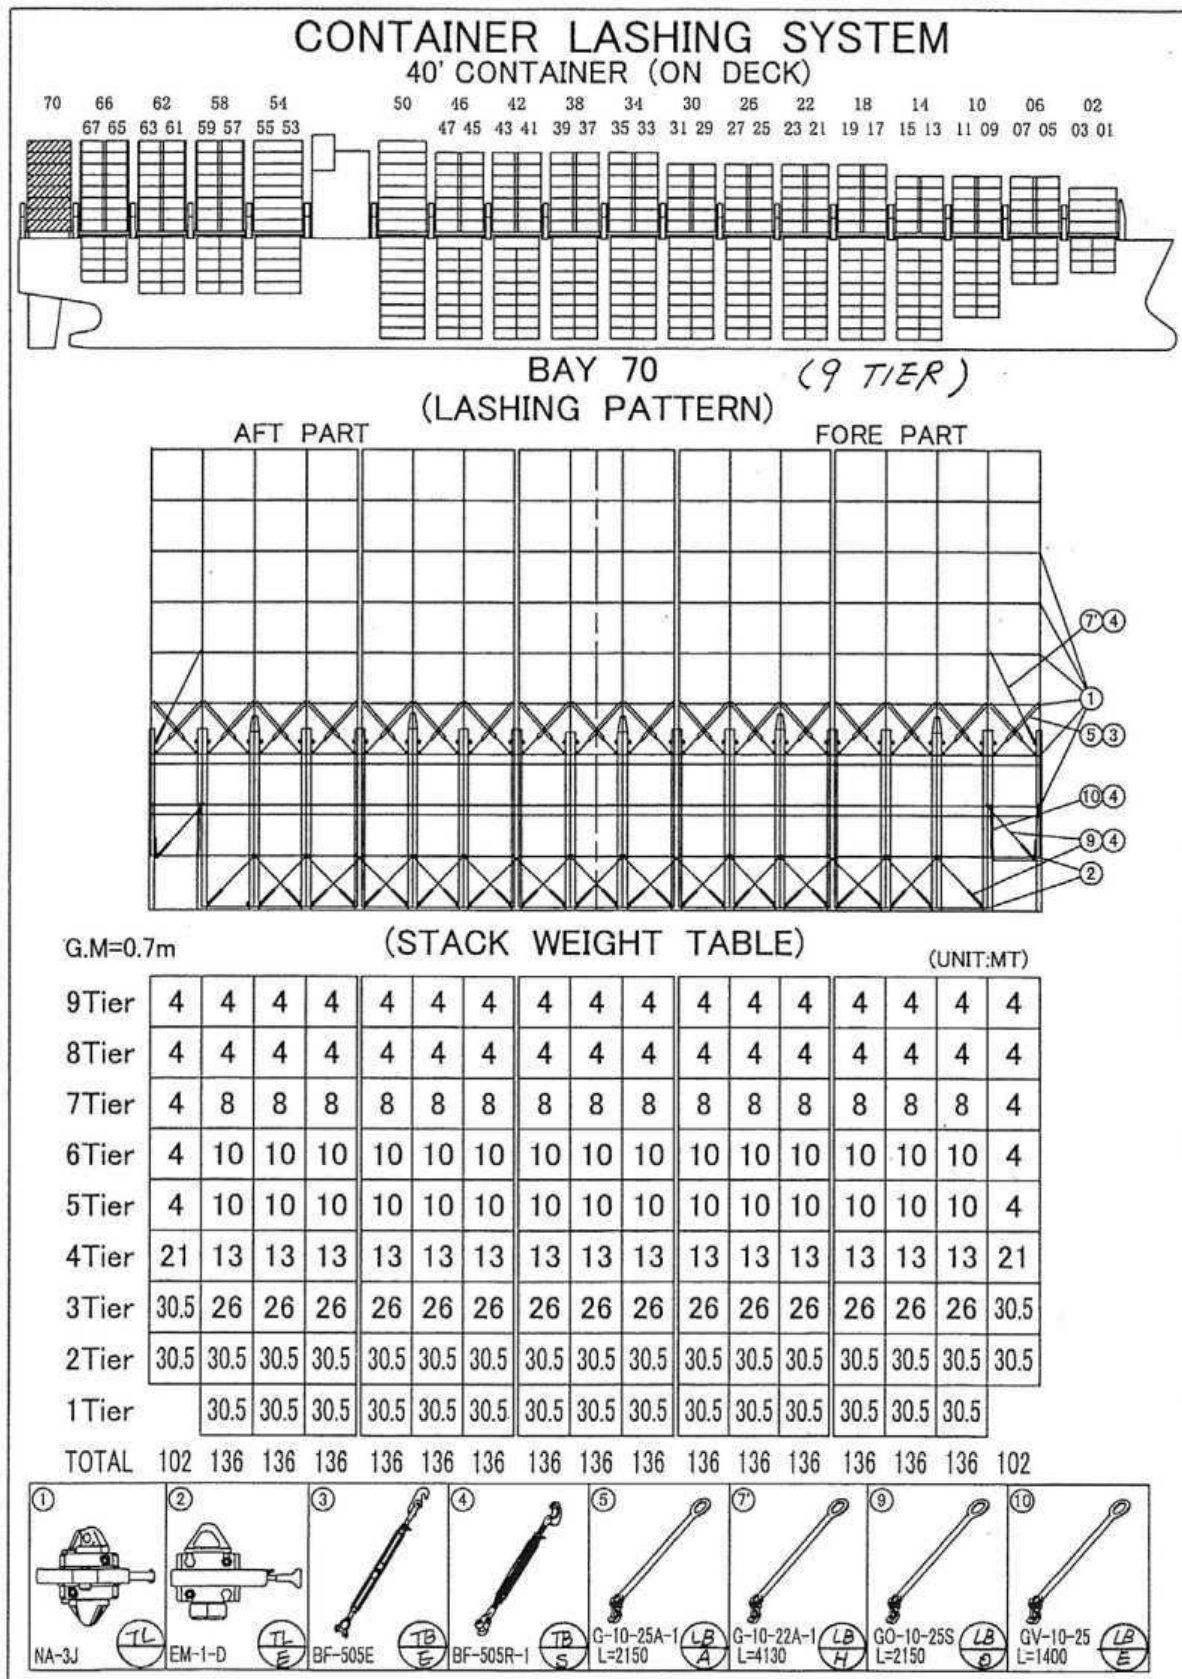 CONTAINER LASHING SYSTEM
40' CONTAINER (ON DECK)
70 66 62 58 54 50 46 42 38 34 30 26 22 18 14 10 06 02
67 65 63 61 59 57 55 53 47 45 43 41 39 37 35 33 31 29 27 25 23 21 19 17 15 13 11 09 07 05 03 01
BAY 70 (9 TIER)
(LASHING PATTERN)
AFT PART FORE PART
7' 4
1
5 3
10 4
9 4
2
G.M=0.7m (STACK WEIGHT TABLE) (UNIT:MT)
9Tier 4 4 4 4 4 4 4 4 4 4 4 4 4 4 4 4 4
8Tier 4 4 4 4 4 4 4 4 4 4 4 4 4 4 4 4 4
7Tier 4 8 8 8 8 8 8 8 8 8 8 8 8 8 8 8 4
6Tier 4 10 10 10 10 10 10 10 10 10 10 10 10 10 10 10 4
5Tier 4 10 10 10 10 10 10 10 10 10 10 10 10 10 10 10 4
4Tier 21 13 13 13 13 13 13 13 13 13 13 13 13 13 13 13 21
3Tier 30.5 26 26 26 26 26 26 26 26 26 26 26 26 26 26 26 30.5
2Tier 30.5 30.5 30.5 30.5 30.5 30.5 30.5 30.5 30.5 30.5 30.5 30.5 30.5 30.5 30.5 30.5 30.5
1Tier 30.5 30.5 30.5 30.5 30.5 30.5 30.5 30.5 30.5 30.5 30.5 30.5 30.5 30.5 30.5
TOTAL 102 136 136 136 136 136 136 136 136 136 136 136 136 136 136 136 102
1
NA-3J
TL
2
EM-1-D
TL
E
3
BF-505E
TB
E
4
BF-505R-1
TB
S
5
G-10-25A-1
L=2150
LB
A
7'
G-10-22A-1
L=4130
LB
H
9
GO-10-25S
L=2150
LB
10
GV-10-25
L=1400
LB
E